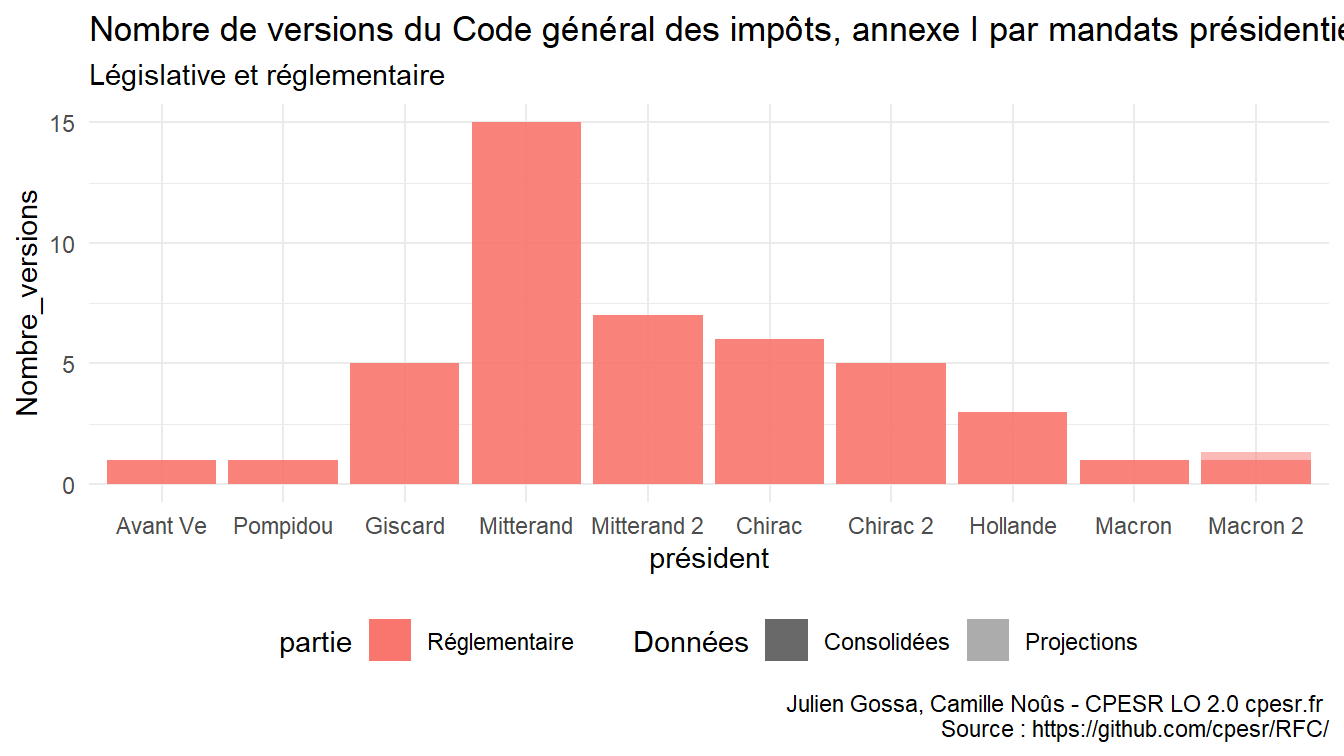 Nombre de versions du Code général des impôts, annexe I par mandats
Législative et réglementaire
Nombre_versions
15
10
5
0
Avant Ve Pompidou Giscard Mitterand Mitterand 2 Chirac Chirac 2 Hollande Macron Macron 2
président
partie Réglementaire Données Consolidées Projections
Julien Gossa, Camille Noûs - CPESR LO 2.0 cpesr.fr
Source : https://github.com/cpesr/RFC/